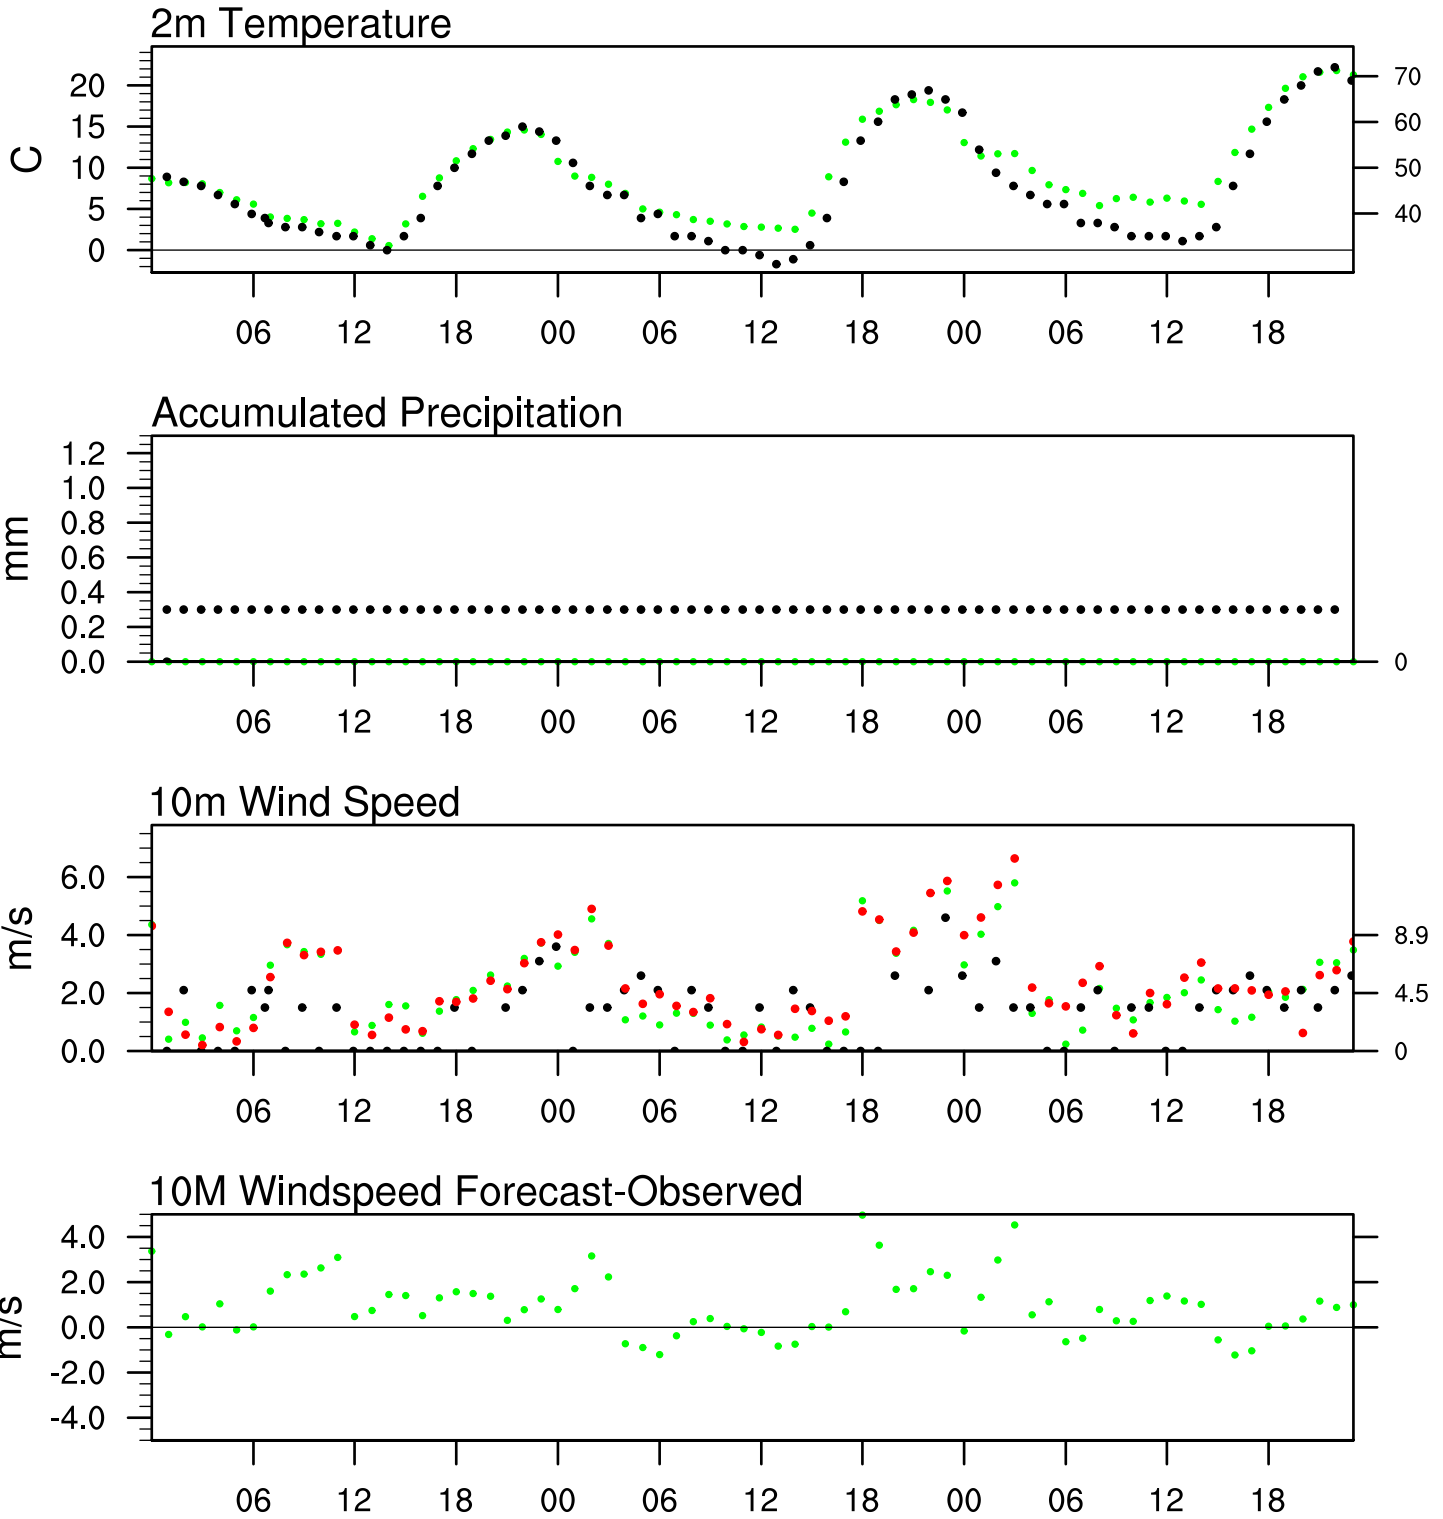 2m Temperature
C
20
15
10
5
0
70
60
50
40
06 12 18 00 06 12 18 00 06 12 18
Accumulated Precipitation
mm
1.2
1.0
0.8
0.6
0.4
0.2
0.0
0
06 12 18 00 06 12 18 00 06 12 18
10m Wind Speed
m/s
6.0
4.0
2.0
0.0
8.9
4.5
0
06 12 18 00 06 12 18 00 06 12 18
10M Windspeed Forecast-Observed
m/s
4.0
2.0
0.0
-2.0
-4.0
06 12 18 00 06 12 18 00 06 12 18